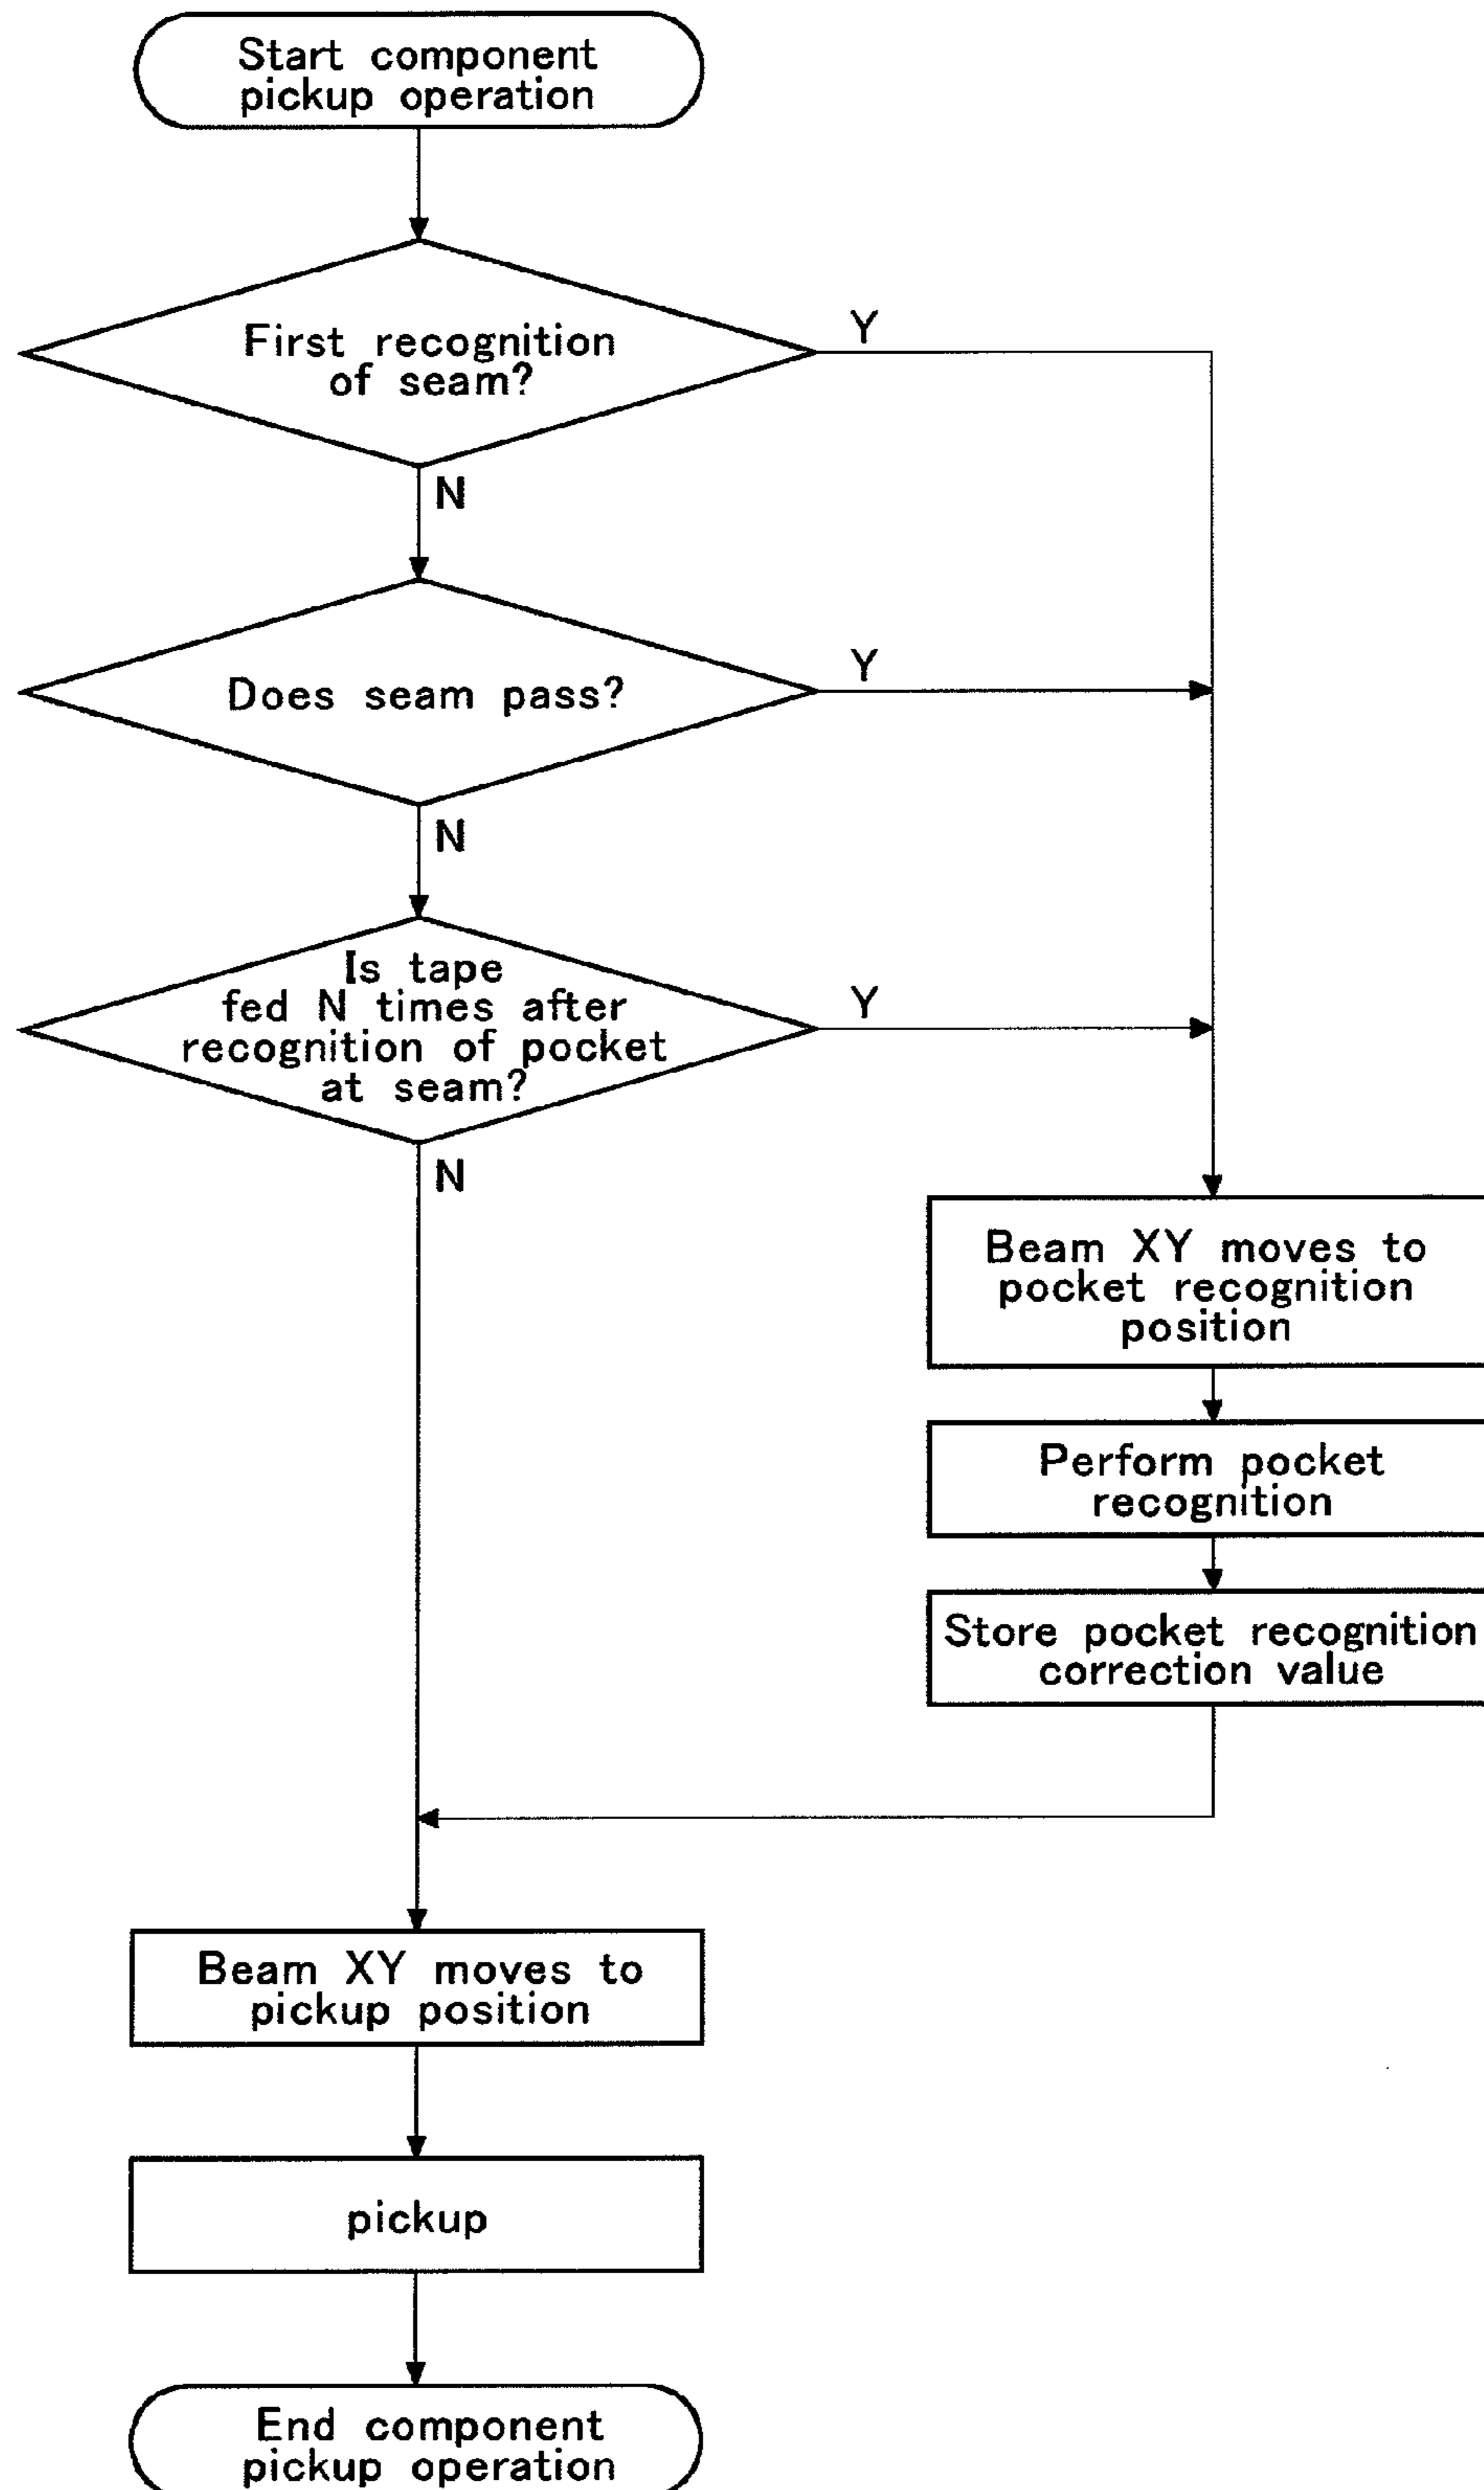 Start component
pickup operation
First recognition
of seam?
Y
N
Does seam pass?
Y
N
Is tape
fed N times after
recognition of pocket
at seam?
Y
N
Beam XY moves to
pocket recognition
position
Perform pocket
recognition
Store pocket recognition
correction value
Beam XY moves to
pickup position
pickup
End component
pickup operation